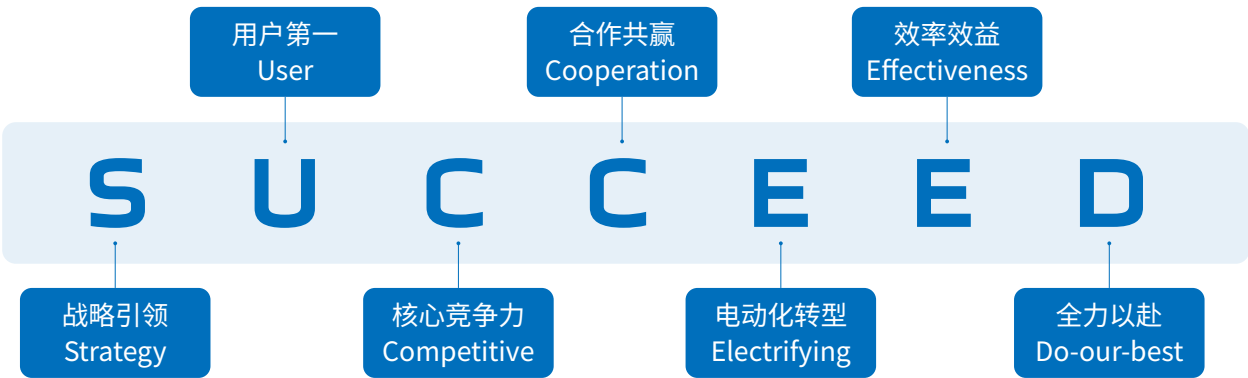 用户第一
User
合作共赢
Cooperation
效率效益
Effectiveness
S U C C E E D
战略引领
Strategy
核心竞争力
Competitive
电动化转型
Electrifying
全力以赴
Do-our-best